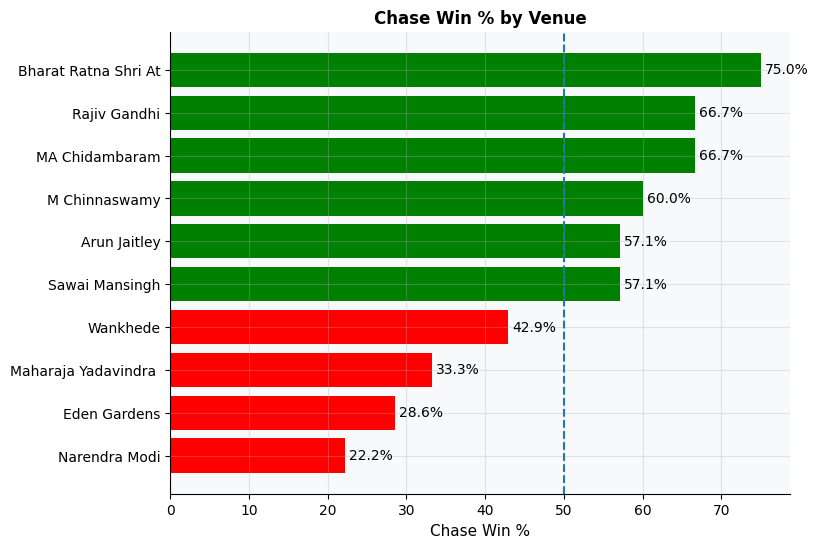 Chase Win % by Venue
Bharat Ratna Shri At 75.0%
Rajiv Gandhi 66.7%
MA Chidambaram 66.7%
M Chinnaswamy 60.0%
Arun Jaitley 57.1%
Sawai Mansingh 57.1%
Wankhede 42.9%
Maharaja Yadavindra 33.3%
Eden Gardens 28.6%
Narendra Modi 22.2%
0 10 20 30 40 50 60 70
Chase Win %